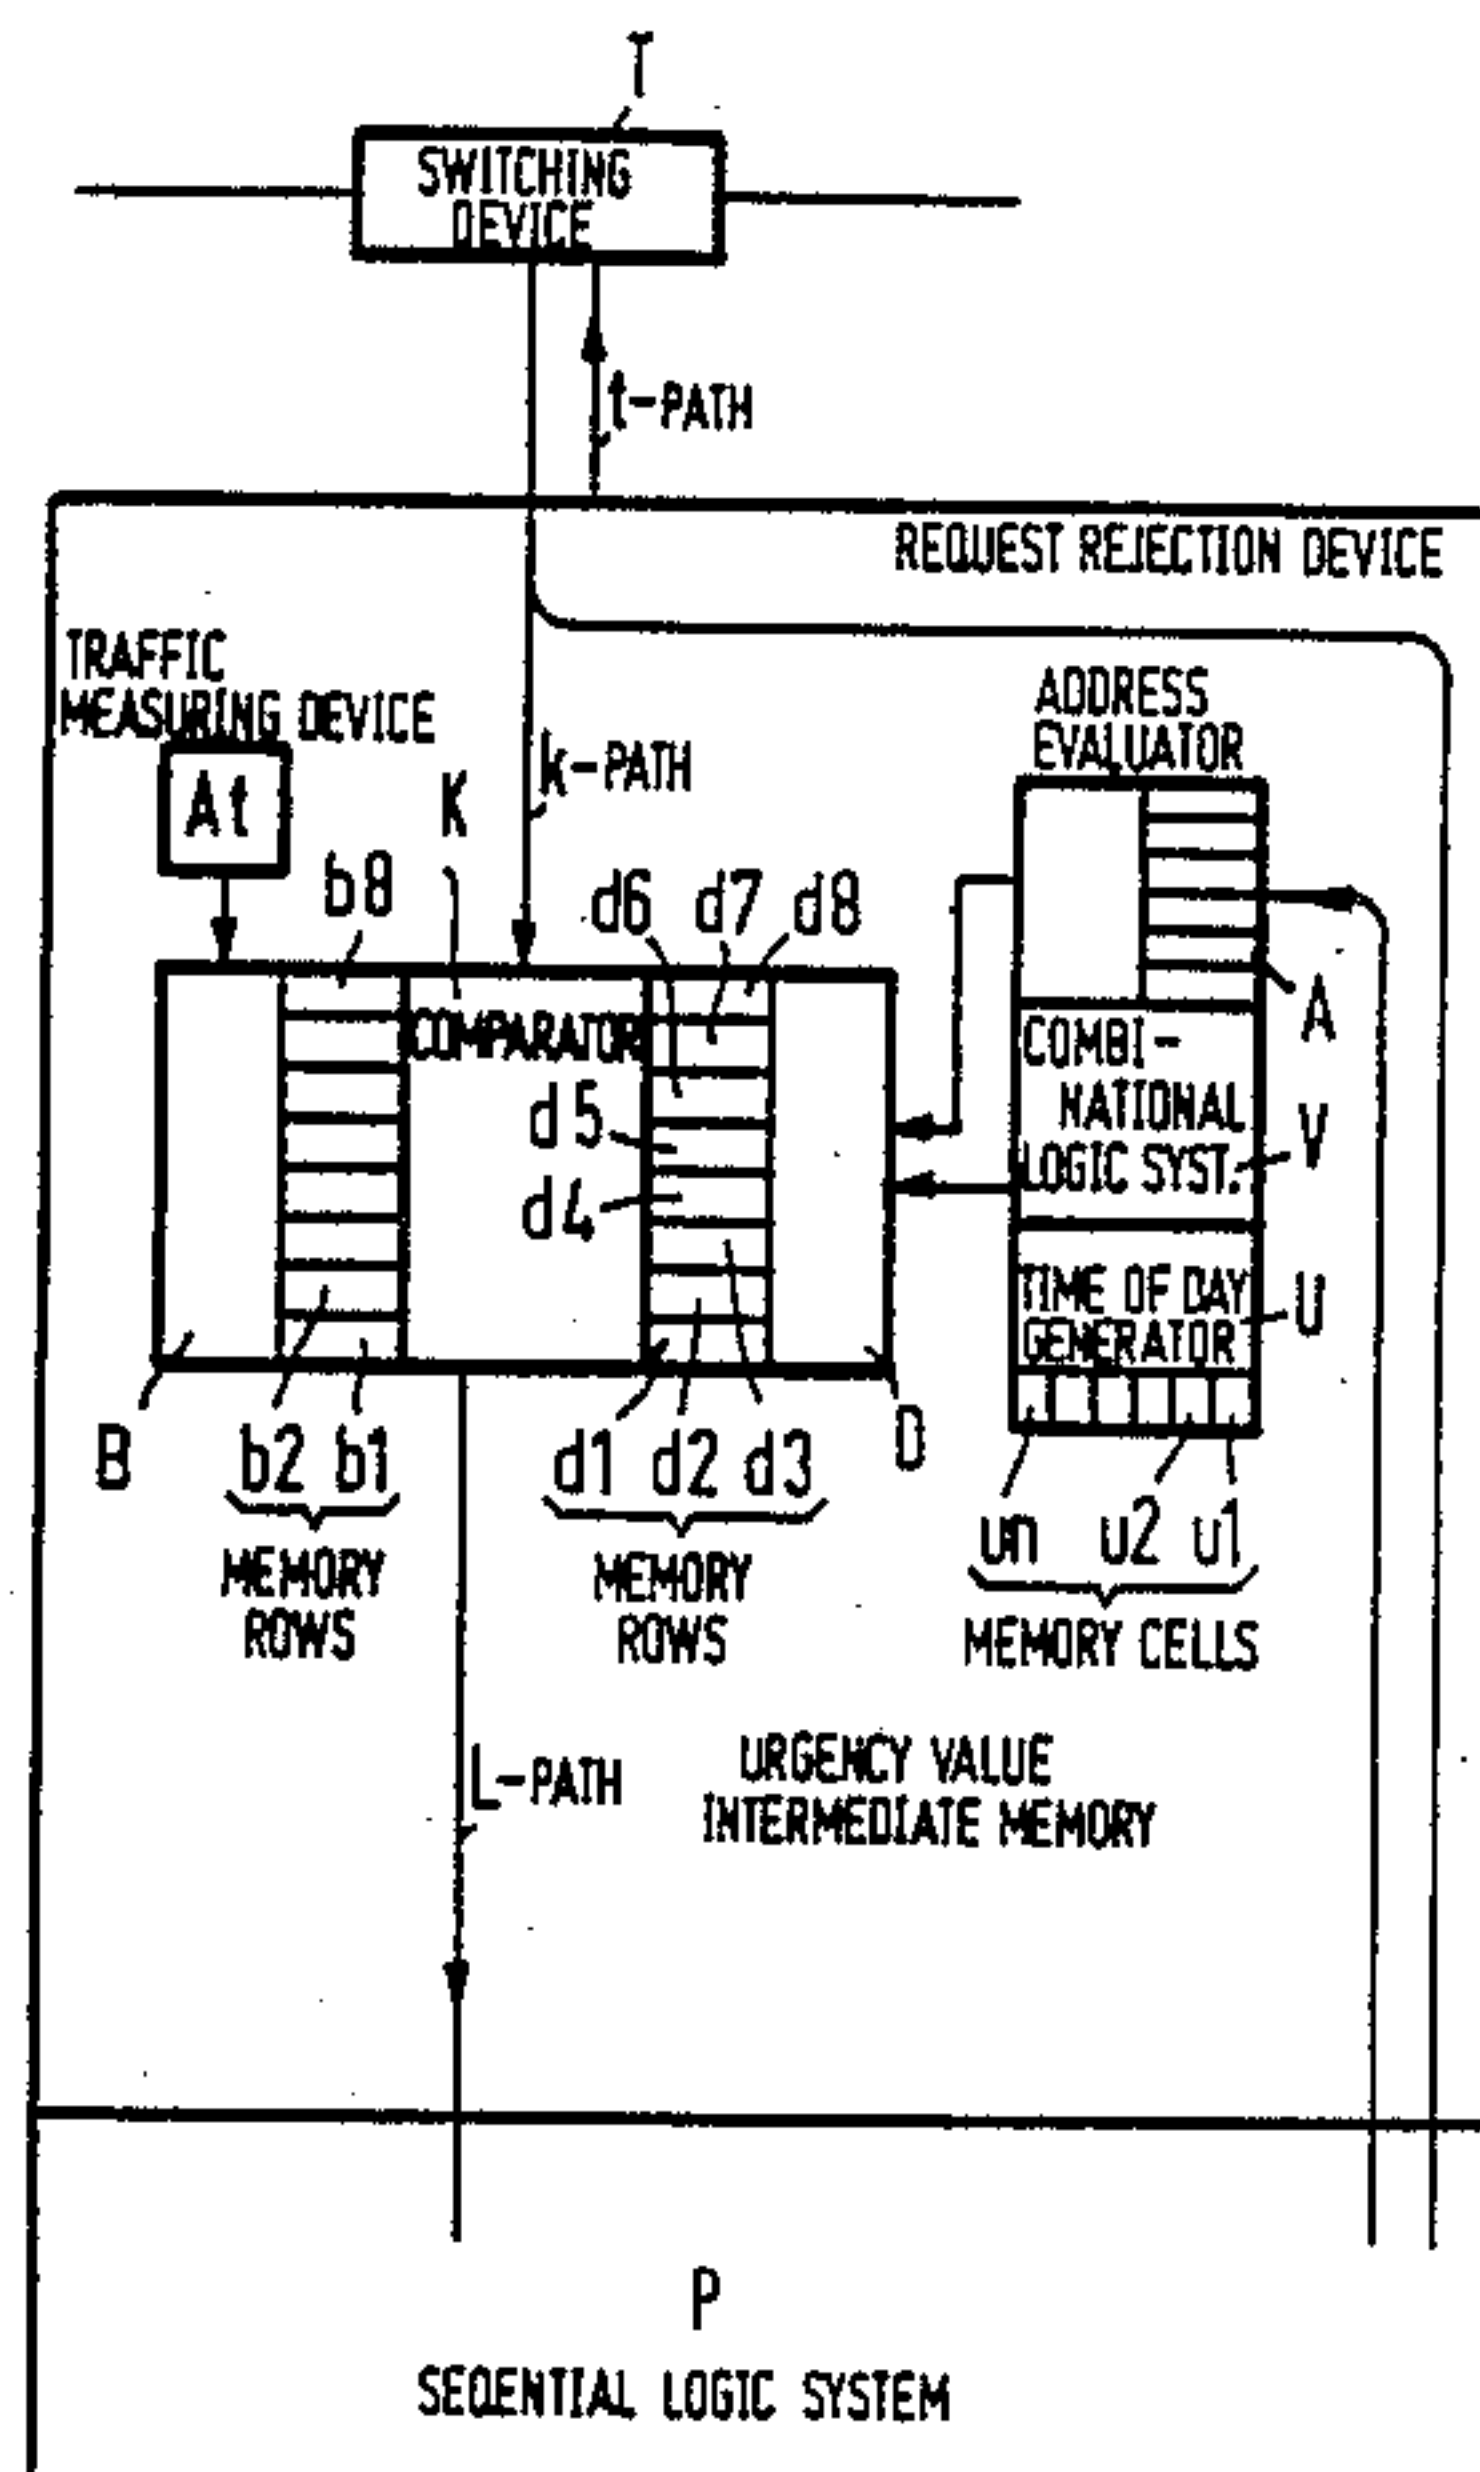 T
SWITCHING
DEVICE
t-PATH
REQUEST REJECTION DEVICE
TRAFFIC
MEASURING DEVICE
At
k-PATH
K
b8
d6 d7 d8
ADDRESS
EVALUATOR
A
COMPARATOR
COMBI-
NATIONAL
LOGIC SYST.
V
d5
d4
TIME OF DAY
GENERATOR
U
B
b2 b1
d1 d2 d3
D
un u2 u1
MEMORY
ROWS
MEMORY
ROWS
MEMORY CELLS
L-PATH
URGENCY VALUE
INTERMEDIATE MEMORY
P
SEQENTIAL LOGIC SYSTEM